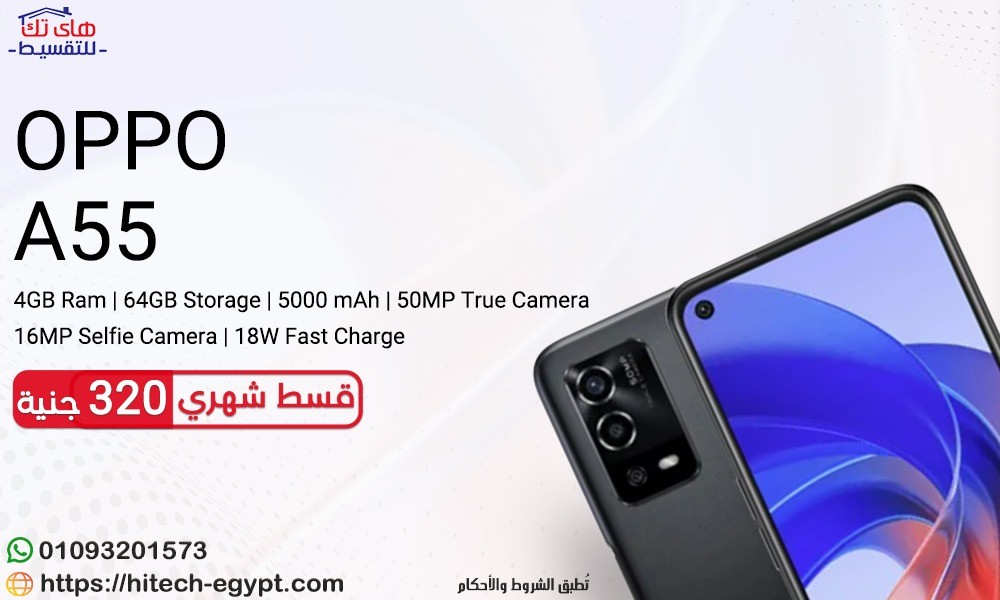 هاى تك
-للتقسيط-
OPPO
A55
4GB Ram | 64GB Storage | 5000 mAh | 50MP True Camera
16MP Selfie Camera | 18W Fast Charge
قسط شهري 320 جنية
01093201573
https://hitech-egypt.com
تُطبق الشروط والأحكام
50MP